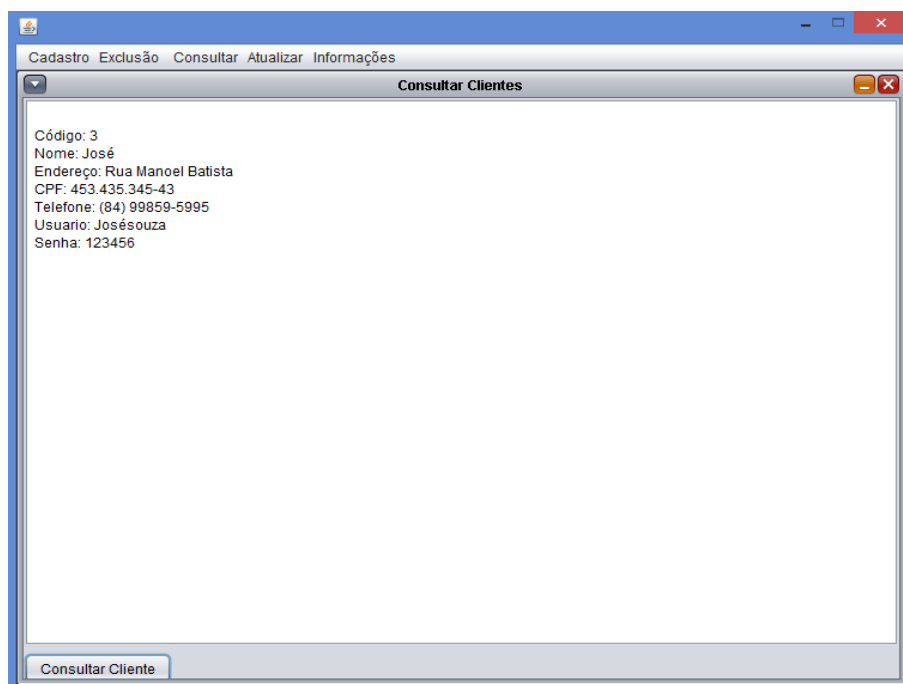 Cadastro Exclusão Consultar Atualizar Informações
Consultar Clientes
Código: 3
Nome: José
Endereço: Rua Manoel Batista
CPF: 453.435.345-43
Telefone: (84) 99859-5995
Usuario: Josésouza
Senha: 123456
Consultar Cliente